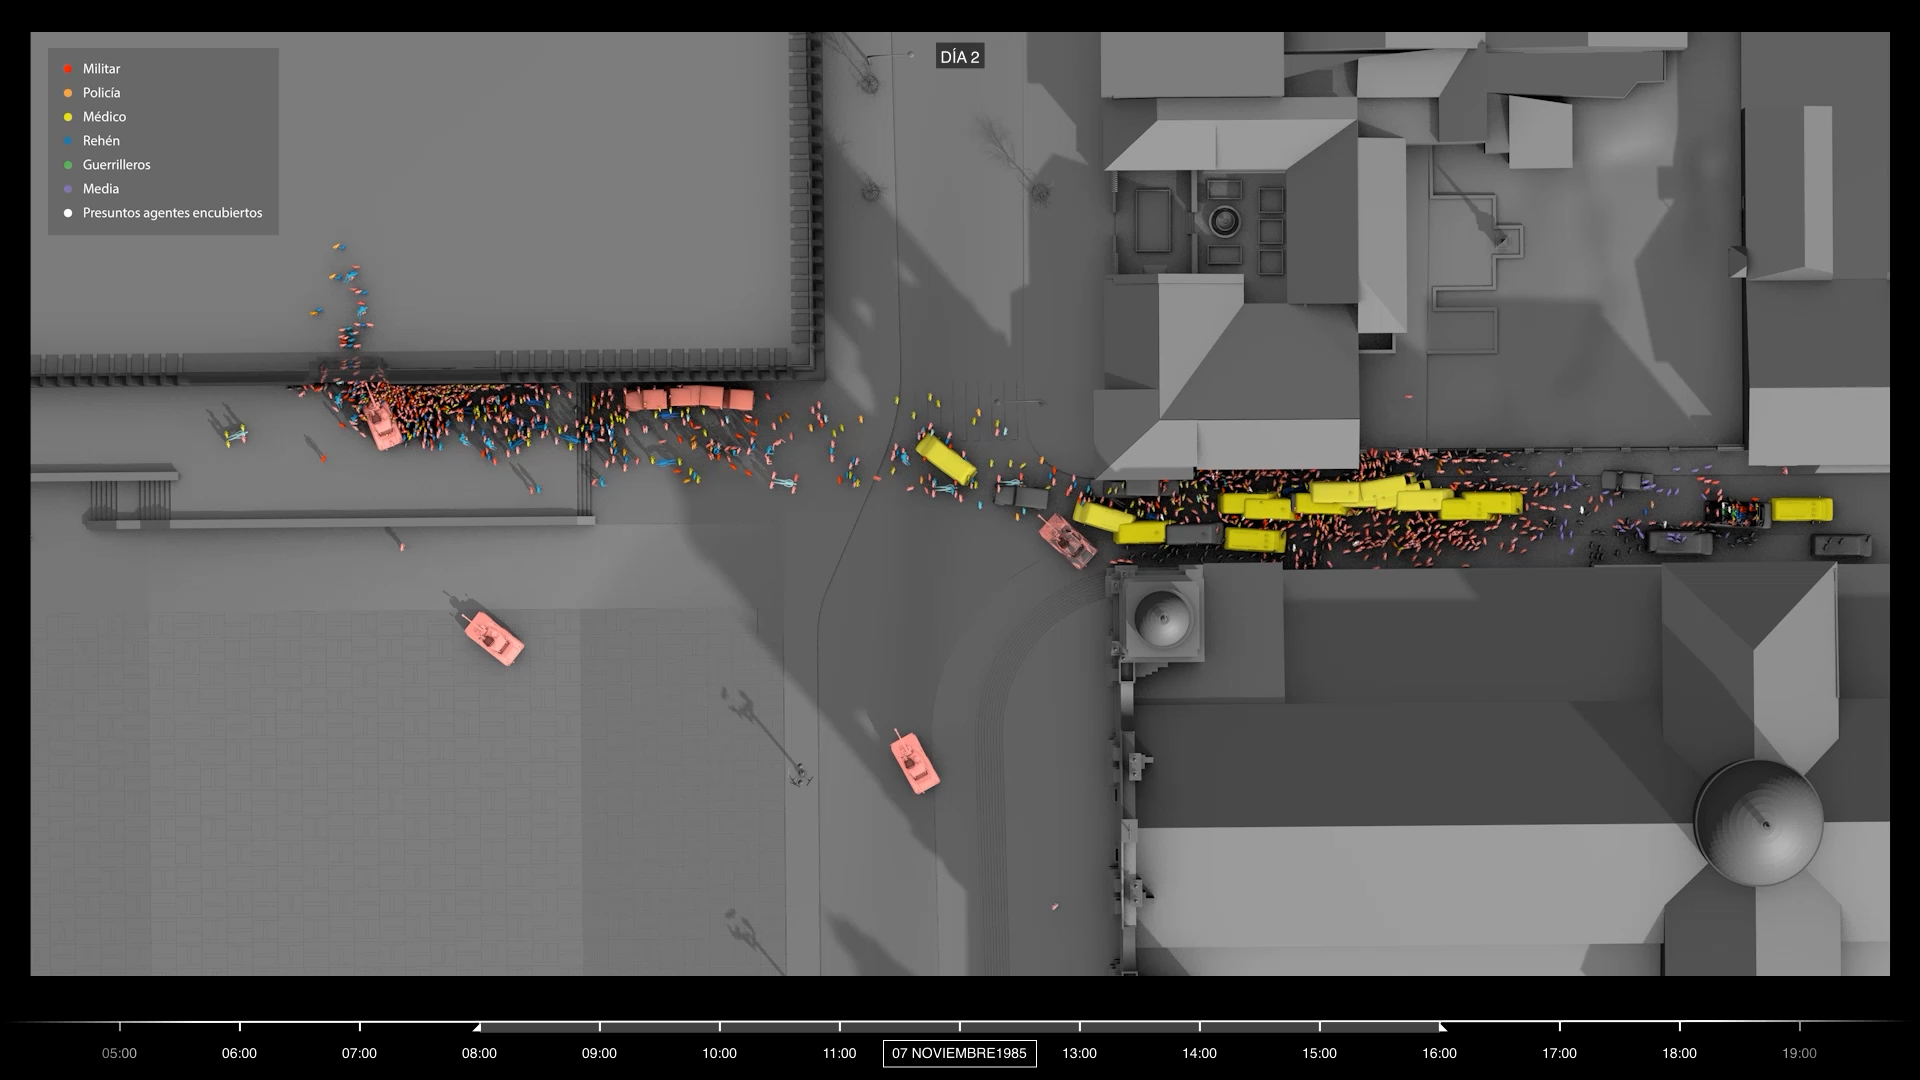 DÍA 2
Militar
Policía
Médico
Rehén
Guerrilleros
Media
Presuntos agentes encubiertos
05:00 06:00 07:00 08:00 09:00 10:00 11:00 07 NOVIEMBRE1985 13:00 14:00 15:00 16:00 17:00 18:00 19:00